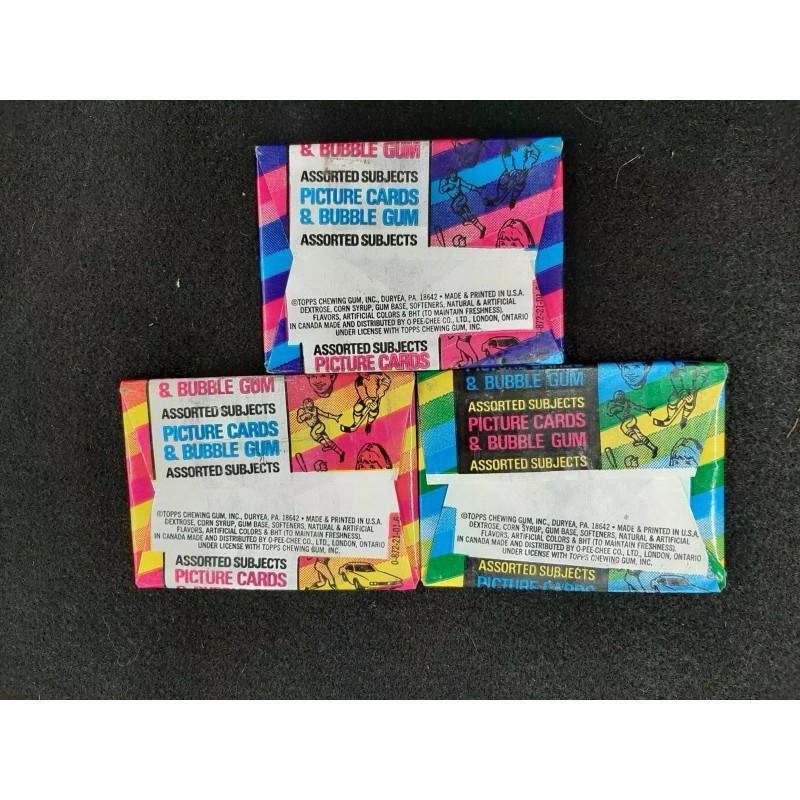 & BUBBLE GUM
ASSORTED SUBJECTS
PICTURE CARDS
& BUBBLE GUM
ASSORTED SUBJECTS
©TOPPS CHEWING GUM, INC., DURYEA, PA. 18642 • MADE & PRINTED IN U.S.A.
DEXTROSE, CORN SYRUP, GUM BASE, SOFTENERS, NATURAL & ARTIFICIAL
FLAVORS, ARTIFICIAL COLORS & BHT (TO MAINTAIN FRESHNESS).
IN CANADA MADE AND DISTRIBUTED BY O-PEE-CHEE CO., LTD., LONDON, ONTARIO
UNDER LICENSE WITH TOPPS CHEWING GUM, INC.
ASSORTED SUBJECTS
PICTURE CARDS
& BUBBLE GUM
ASSORTED SUBJECTS
PICTURE CARDS
& BUBBLE GUM
ASSORTED SUBJECTS
©TOPPS CHEWING GUM, INC., DURYEA, PA. 18642 • MADE & PRINTED IN U.S.A.
DEXTROSE, CORN SYRUP, GUM BASE, SOFTENERS, NATURAL & ARTIFICIAL
FLAVORS, ARTIFICIAL COLORS & BHT (TO MAINTAIN FRESHNESS).
IN CANADA MADE AND DISTRIBUTED BY O-PEE-CHEE CO., LTD., LONDON, ONTARIO
UNDER LICENSE WITH TOPPS CHEWING GUM, INC.
0-872-21-01-6
ASSORTED SUBJECTS
PICTURE CARDS
& BUBBLE GUM
ASSORTED SUBJECTS
PICTURE CARDS
& BUBBLE GUM
ASSORTED SUBJECTS
©TOPPS CHEWING GUM, INC., DURYEA, PA. 18642 • MADE & PRINTED IN U.S.A.
DEXTROSE, CORN SYRUP, GUM BASE, SOFTENERS, NATURAL & ARTIFICIAL
FLAVORS, ARTIFICIAL COLORS & BHT (TO MAINTAIN FRESHNESS).
IN CANADA MADE AND DISTRIBUTED BY O-PEE-CHEE CO., LTD., LONDON, ONTARIO
UNDER LICENSE WITH TOPPS CHEWING GUM, INC.
ASSORTED SUBJECTS
PICTURE CARDS